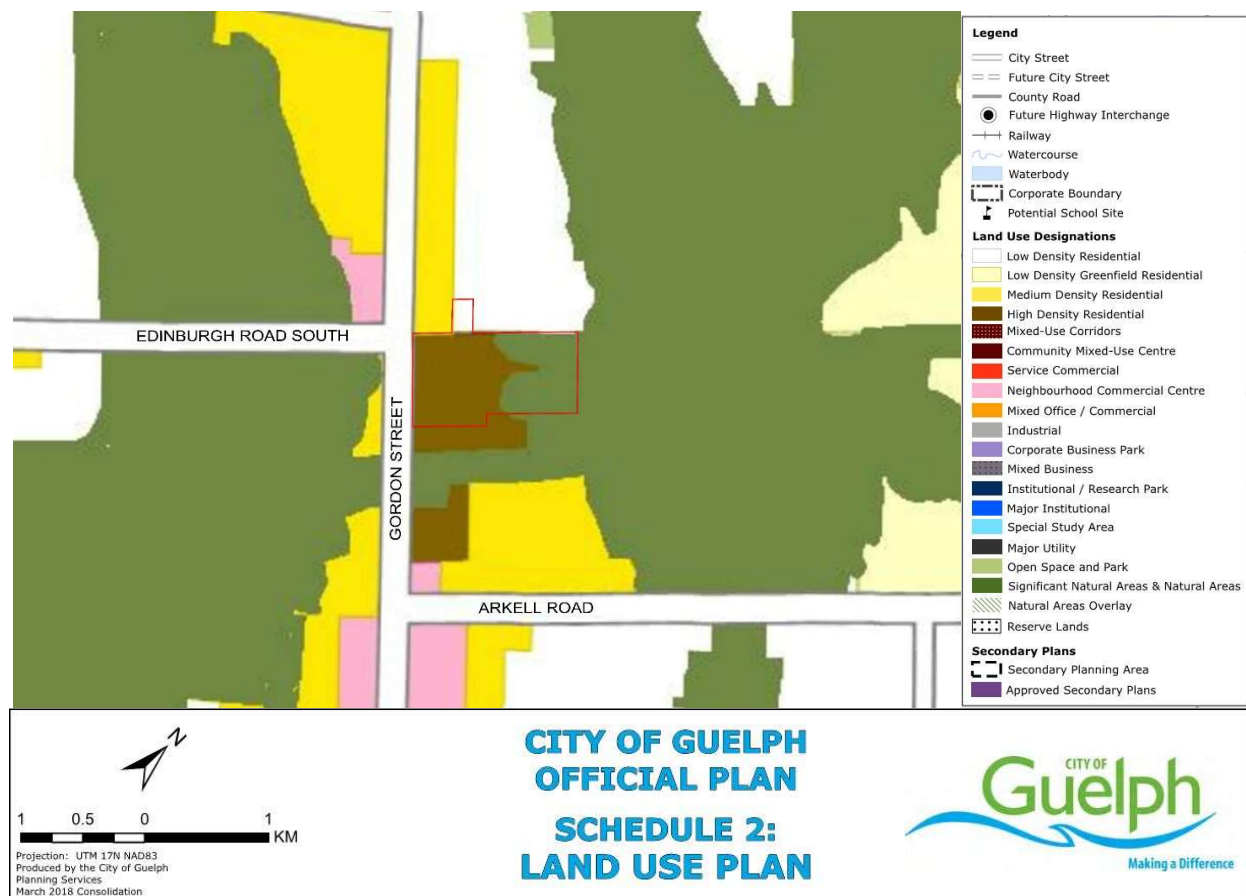 EDINBURGH ROAD SOUTH
GORDON STREET
ARKELL ROAD
Legend
City Street
Future City Street
County Road
Future Highway Interchange
Railway
Watercourse
Waterbody
Corporate Boundary
Potential School Site
Land Use Designations
Low Density Residential
Low Density Greenfield Residential
Medium Density Residential
High Density Residential
Mixed-Use Corridors
Community Mixed-Use Centre
Service Commercial
Neighbourhood Commercial Centre
Mixed Office / Commercial
Industrial
Corporate Business Park
Mixed Business
Institutional / Research Park
Major Institutional
Special Study Area
Major Utility
Open Space and Park
Significant Natural Areas & Natural Areas
Natural Areas Overlay
Reserve Lands
Secondary Plans
Secondary Planning Area
Approved Secondary Plans
N
1 0.5 0 1
KM
Projection: UTM 17N NAD83
Produced by the City of Guelph
Planning Services
March 2018 Consolidation
CITY OF GUELPH
OFFICIAL PLAN
SCHEDULE 2:
LAND USE PLAN
CITY OF
Guelph
Making a Difference